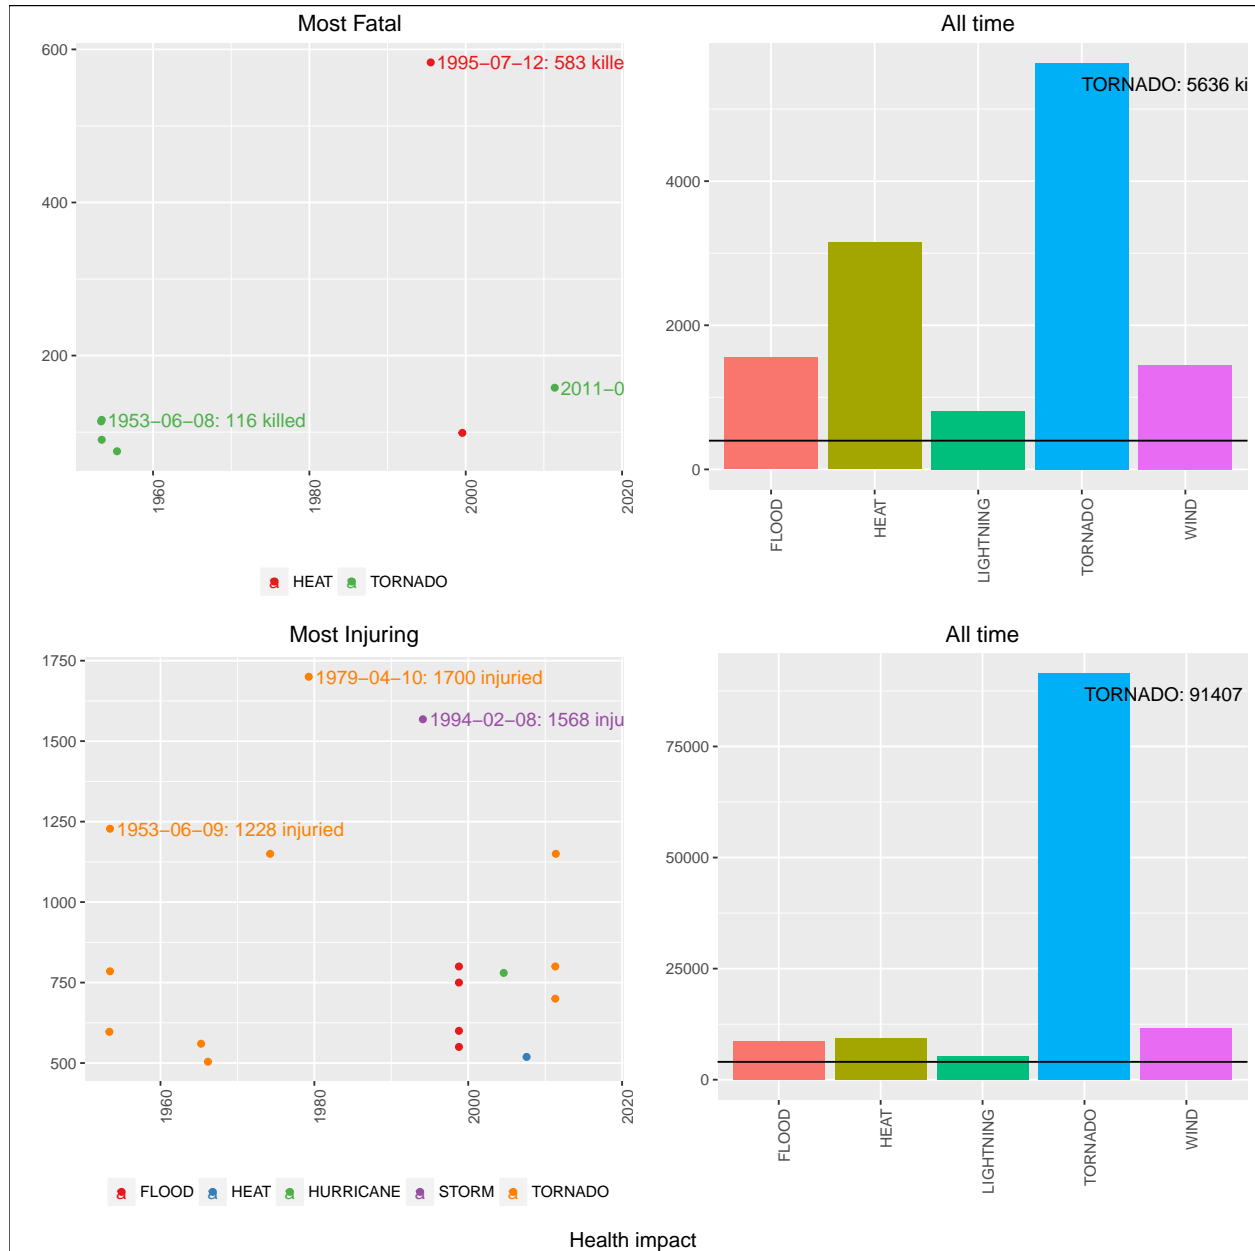 Most Fatal
600
400
200
1995−07−12: 583 kille
2011−0
1953−06−08: 116 killed
1960
1980
2000
2020
HEAT TORNADO
All time
TORNADO: 5636 ki
4000
2000
0
FLOOD
HEAT
LIGHTNING
TORNADO
WIND
Most Injuring
1750
1500
1250
1000
750
500
1979−04−10: 1700 injuried
1994−02−08: 1568 inju
1953−06−09: 1228 injuried
1960
1980
2000
2020
FLOOD HEAT HURRICANE STORM TORNADO
All time
TORNADO: 91407
75000
50000
25000
0
FLOOD
HEAT
LIGHTNING
TORNADO
WIND
Health impact